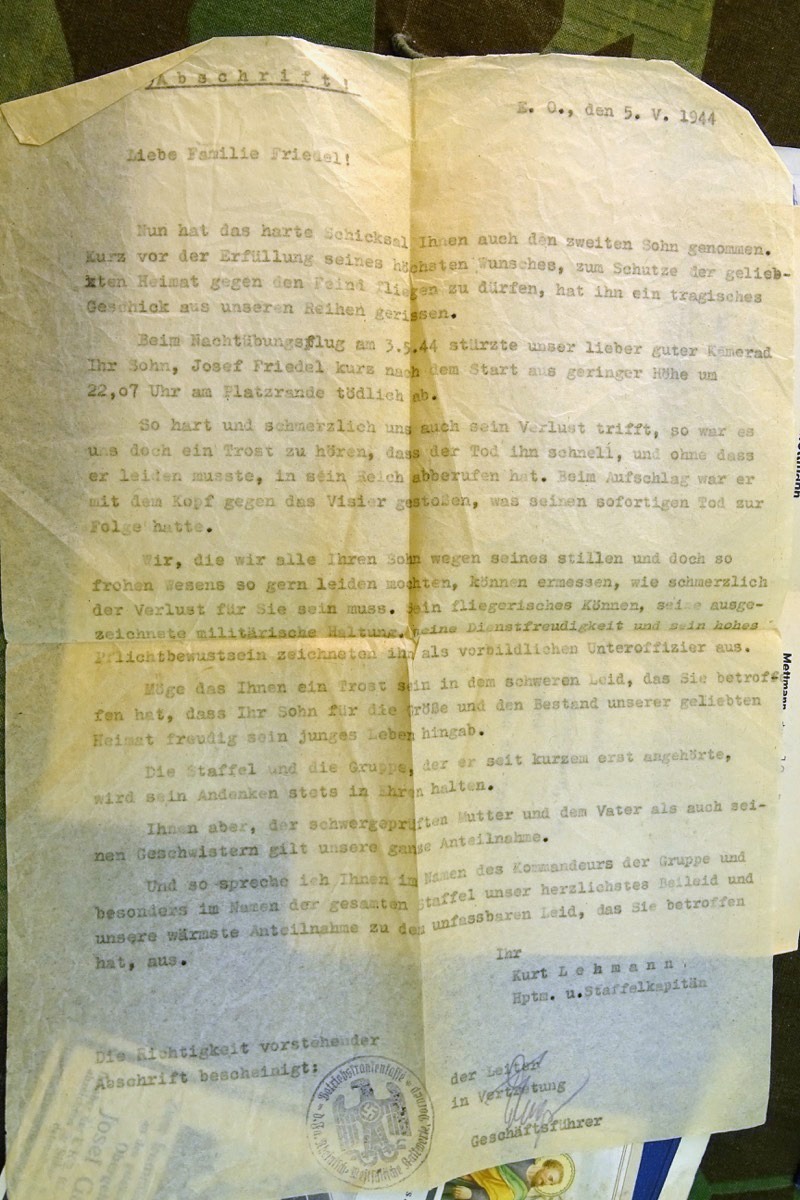 Abschrift!
E. O., den 5. V. 1944
Liebe Familie Friedel!
Nun hat das harte Schicksal Ihnen auch den zweiten Sohn genommen.
Kurz vor der Erfüllung seines höchsten Wunsches, zum Schutze der gelieb-
kten Heimat gegen den Feind fliegen zu dürfen, hat ihn ein tragisches
Geschick aus unseren Reihen gerissen.
Beim Nachtübungsflug am 3.5.44 stürzte unser lieber guter Kamerad
Ihr Sohn, Josef Friedel kurz nach dem Start aus geringer Höhe um
22,07 Uhr am Platzrande tödlich ab.
So hart und schmerzlich uns auch sein Verlust trifft, so war es
uns doch ein Trost zu hören, dass der Tod ihn schnell, und ohne dass
er leiden musste, in sein Reich abberufen hat. Beim Aufschlag war er
mit dem Kopf gegen das Visier gestoßen, was seinen sofortigen Tod zur
Folge hatte.
Wir, die wir alle Ihren Sohn wegen seines stillen und doch so
frohen Wesens so gern leiden mochten, können ermessen, wie schmerzlich
der Verlust für Sie sein muss. Sein fliegerisches Können, seine ausge-
zeichnete militärische Haltung, seine Dienstfreudigkeit und sein hohes
Pflichtbewustsein zeichneten ihn als vorbildlichen Unteroffizier aus.
Möge das Ihnen ein Trost sein in dem schweren Leid, das Sie betrof-
fen hat, dass Ihr Sohn für die Größe und den Bestand unserer geliebten
Heimat freudig sein junges Leben hingab.
Die Staffel und die Gruppe, der er seit kurzem erst angehörte,
wird sein Andenken stets in Ehren halten.
Ihnen aber, der schwergeprüften Mutter und dem Vater als auch sei-
nen Geschwistern gilt unsere ganse Anteilnahme.
Und so spreche ich Ihnen im Namen des Kommandeurs der Gruppe und
besonders im Namen der gesamten Staffel unser herzlichstes Beileid und
unsere wärmste Anteilnahme zu dem unfassbaren Leid, das Sie betroffen
hat, aus.
Ihr
Kurt Lehmann
Hptm. u.Staffelkapitän
Die Richtigkeit vorstehender
Abschrift bescheinigt:
der Leiter
in Vertretung
Geschäftsführer
Betriebskrankenkasse
Mettmann
Josef